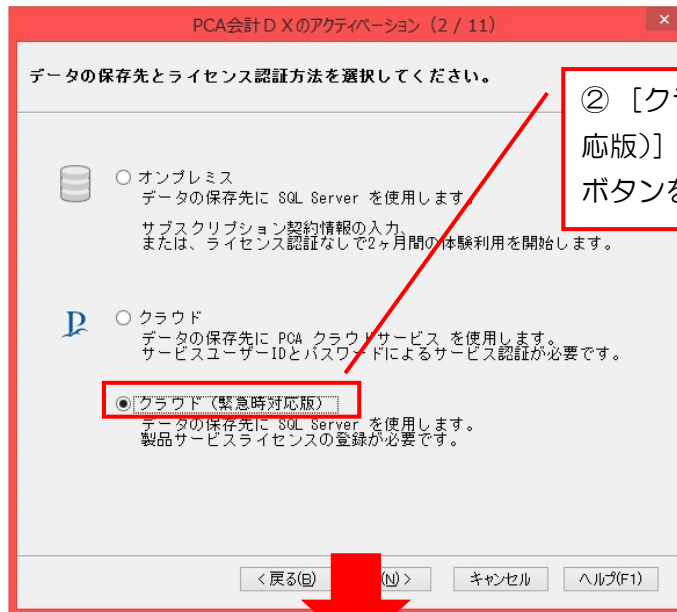 PCA会計ＤＸのアクティベーション（2 / 11）
データの保存先とライセンス認証方法を選択してください。
② [クラ
応版)]
ボタンを
オンプレミス
データの保存先に SQL Server を使用します。
サブスクリプション契約情報の入力、
または、ライセンス認証なしで2ヶ月間の体験利用を開始します。
クラウド
データの保存先に PCA クラウドサービス を使用します。
サービスユーザーIDとパスワードによるサービス認証が必要です。
クラウド（緊急時対応版）
データの保存先に SQL Server を使用します。
製品サービスライセンスの登録が必要です。
＜戻る(B) (N)＞ キャンセル ヘルプ(F1)